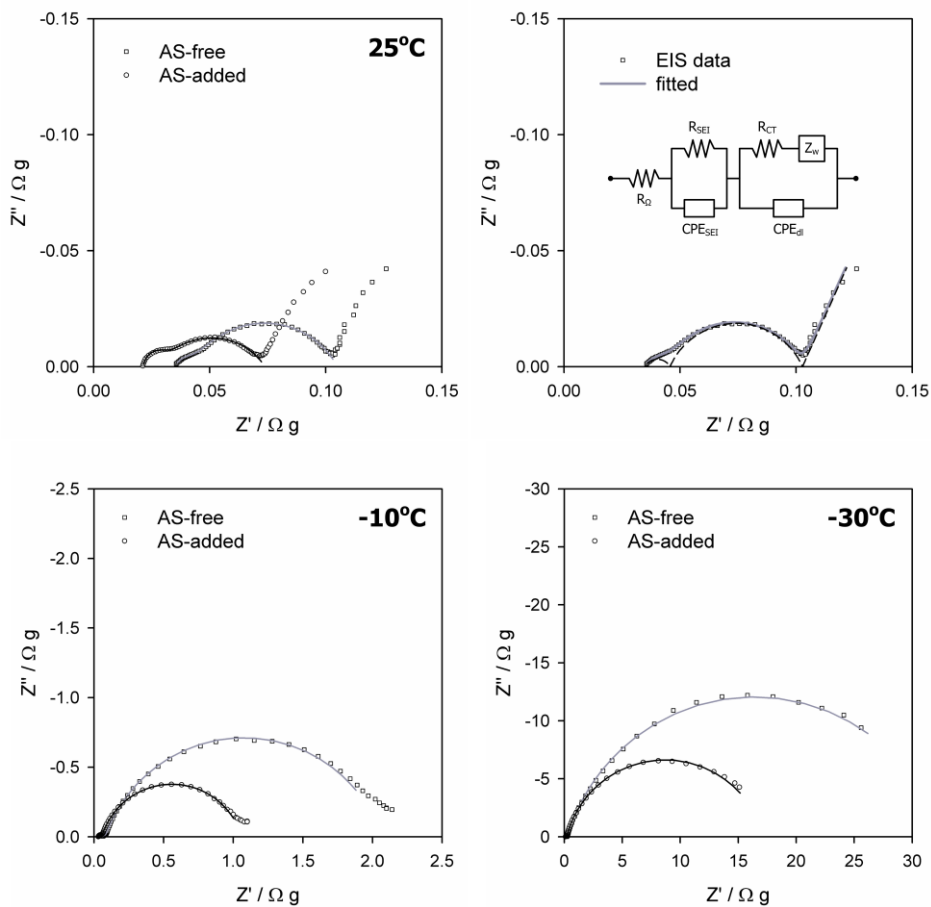 -0.15
-0.10
-0.05
0.00
0.00 0.05 0.10 0.15
Z'' / Ω g
Z' / Ω g
AS-free
AS-added
25°C
-0.15
-0.10
-0.05
0.00
0.00 0.05 0.10 0.15
Z'' / Ω g
Z' / Ω g
EIS data
fitted
R_SEI
R_CT
Z_w
R_Ω
CPE_SEI
CPE_dl
-2.5
-2.0
-1.5
-1.0
-0.5
0.0
0.0 0.5 1.0 1.5 2.0 2.5
Z'' / Ω g
Z' / Ω g
AS-free
AS-added
-10°C
-30
-25
-20
-15
-10
-5
0
0 5 10 15 20 25 30
Z'' / Ω g
Z' / Ω g
AS-free
AS-added
-30°C